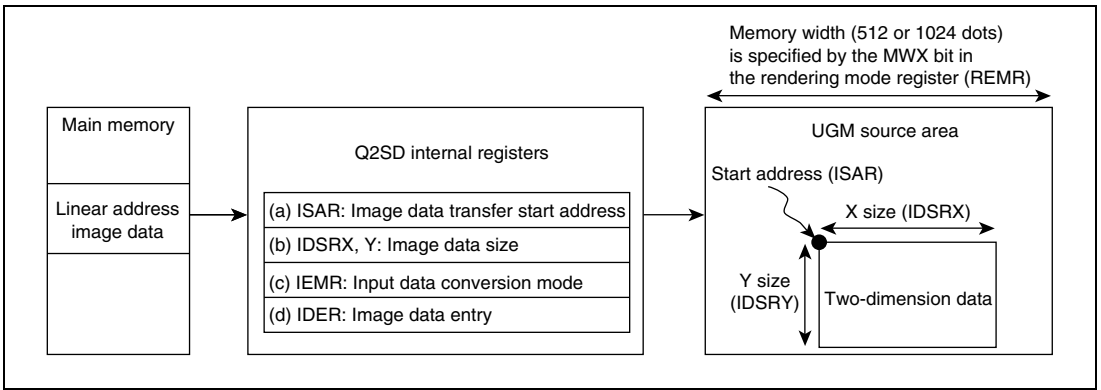 Memory width (512 or 1024 dots)
is specified by the MWX bit in
the rendering mode register (REMR)
Main memory
Linear address
image data
Q2SD internal registers
(a) ISAR: Image data transfer start address
(b) IDSRX, Y: Image data size
(c) IEMR: Input data conversion mode
(d) IDER: Image data entry
UGM source area
Start address (ISAR)
X size (IDSRX)
Y size
(IDSRY)
Two-dimension data